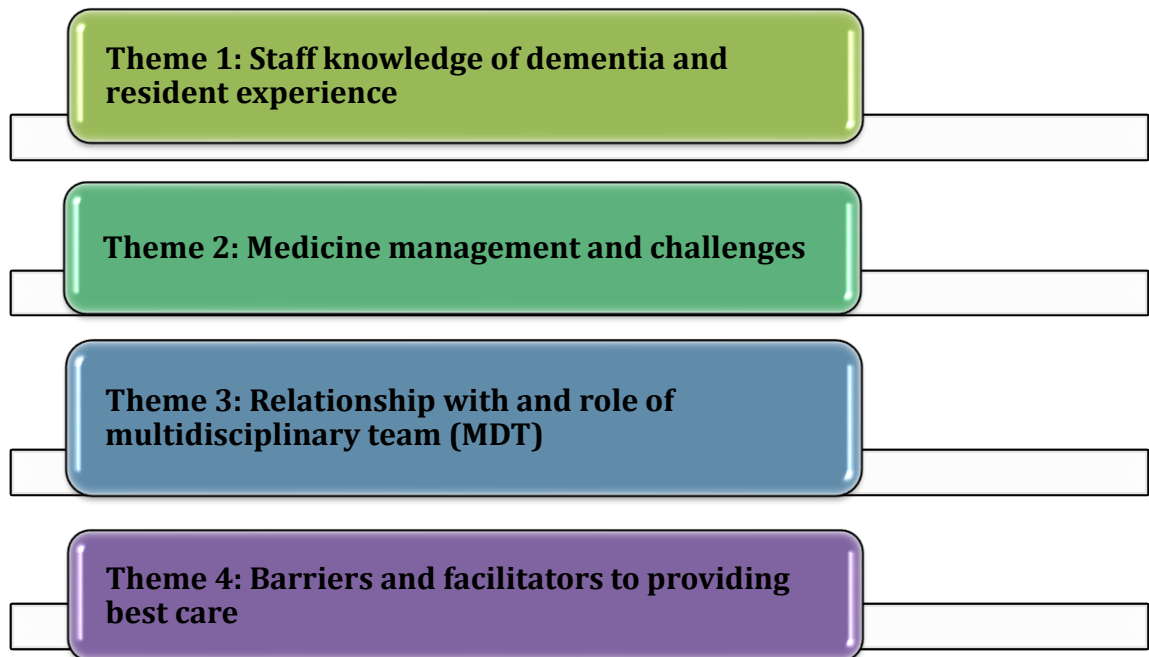 Theme 1: Staff knowledge of dementia and
resident experience
Theme 2: Medicine management and challenges
Theme 3: Relationship with and role of
multidisciplinary team (MDT)
Theme 4: Barriers and facilitators to providing
best care